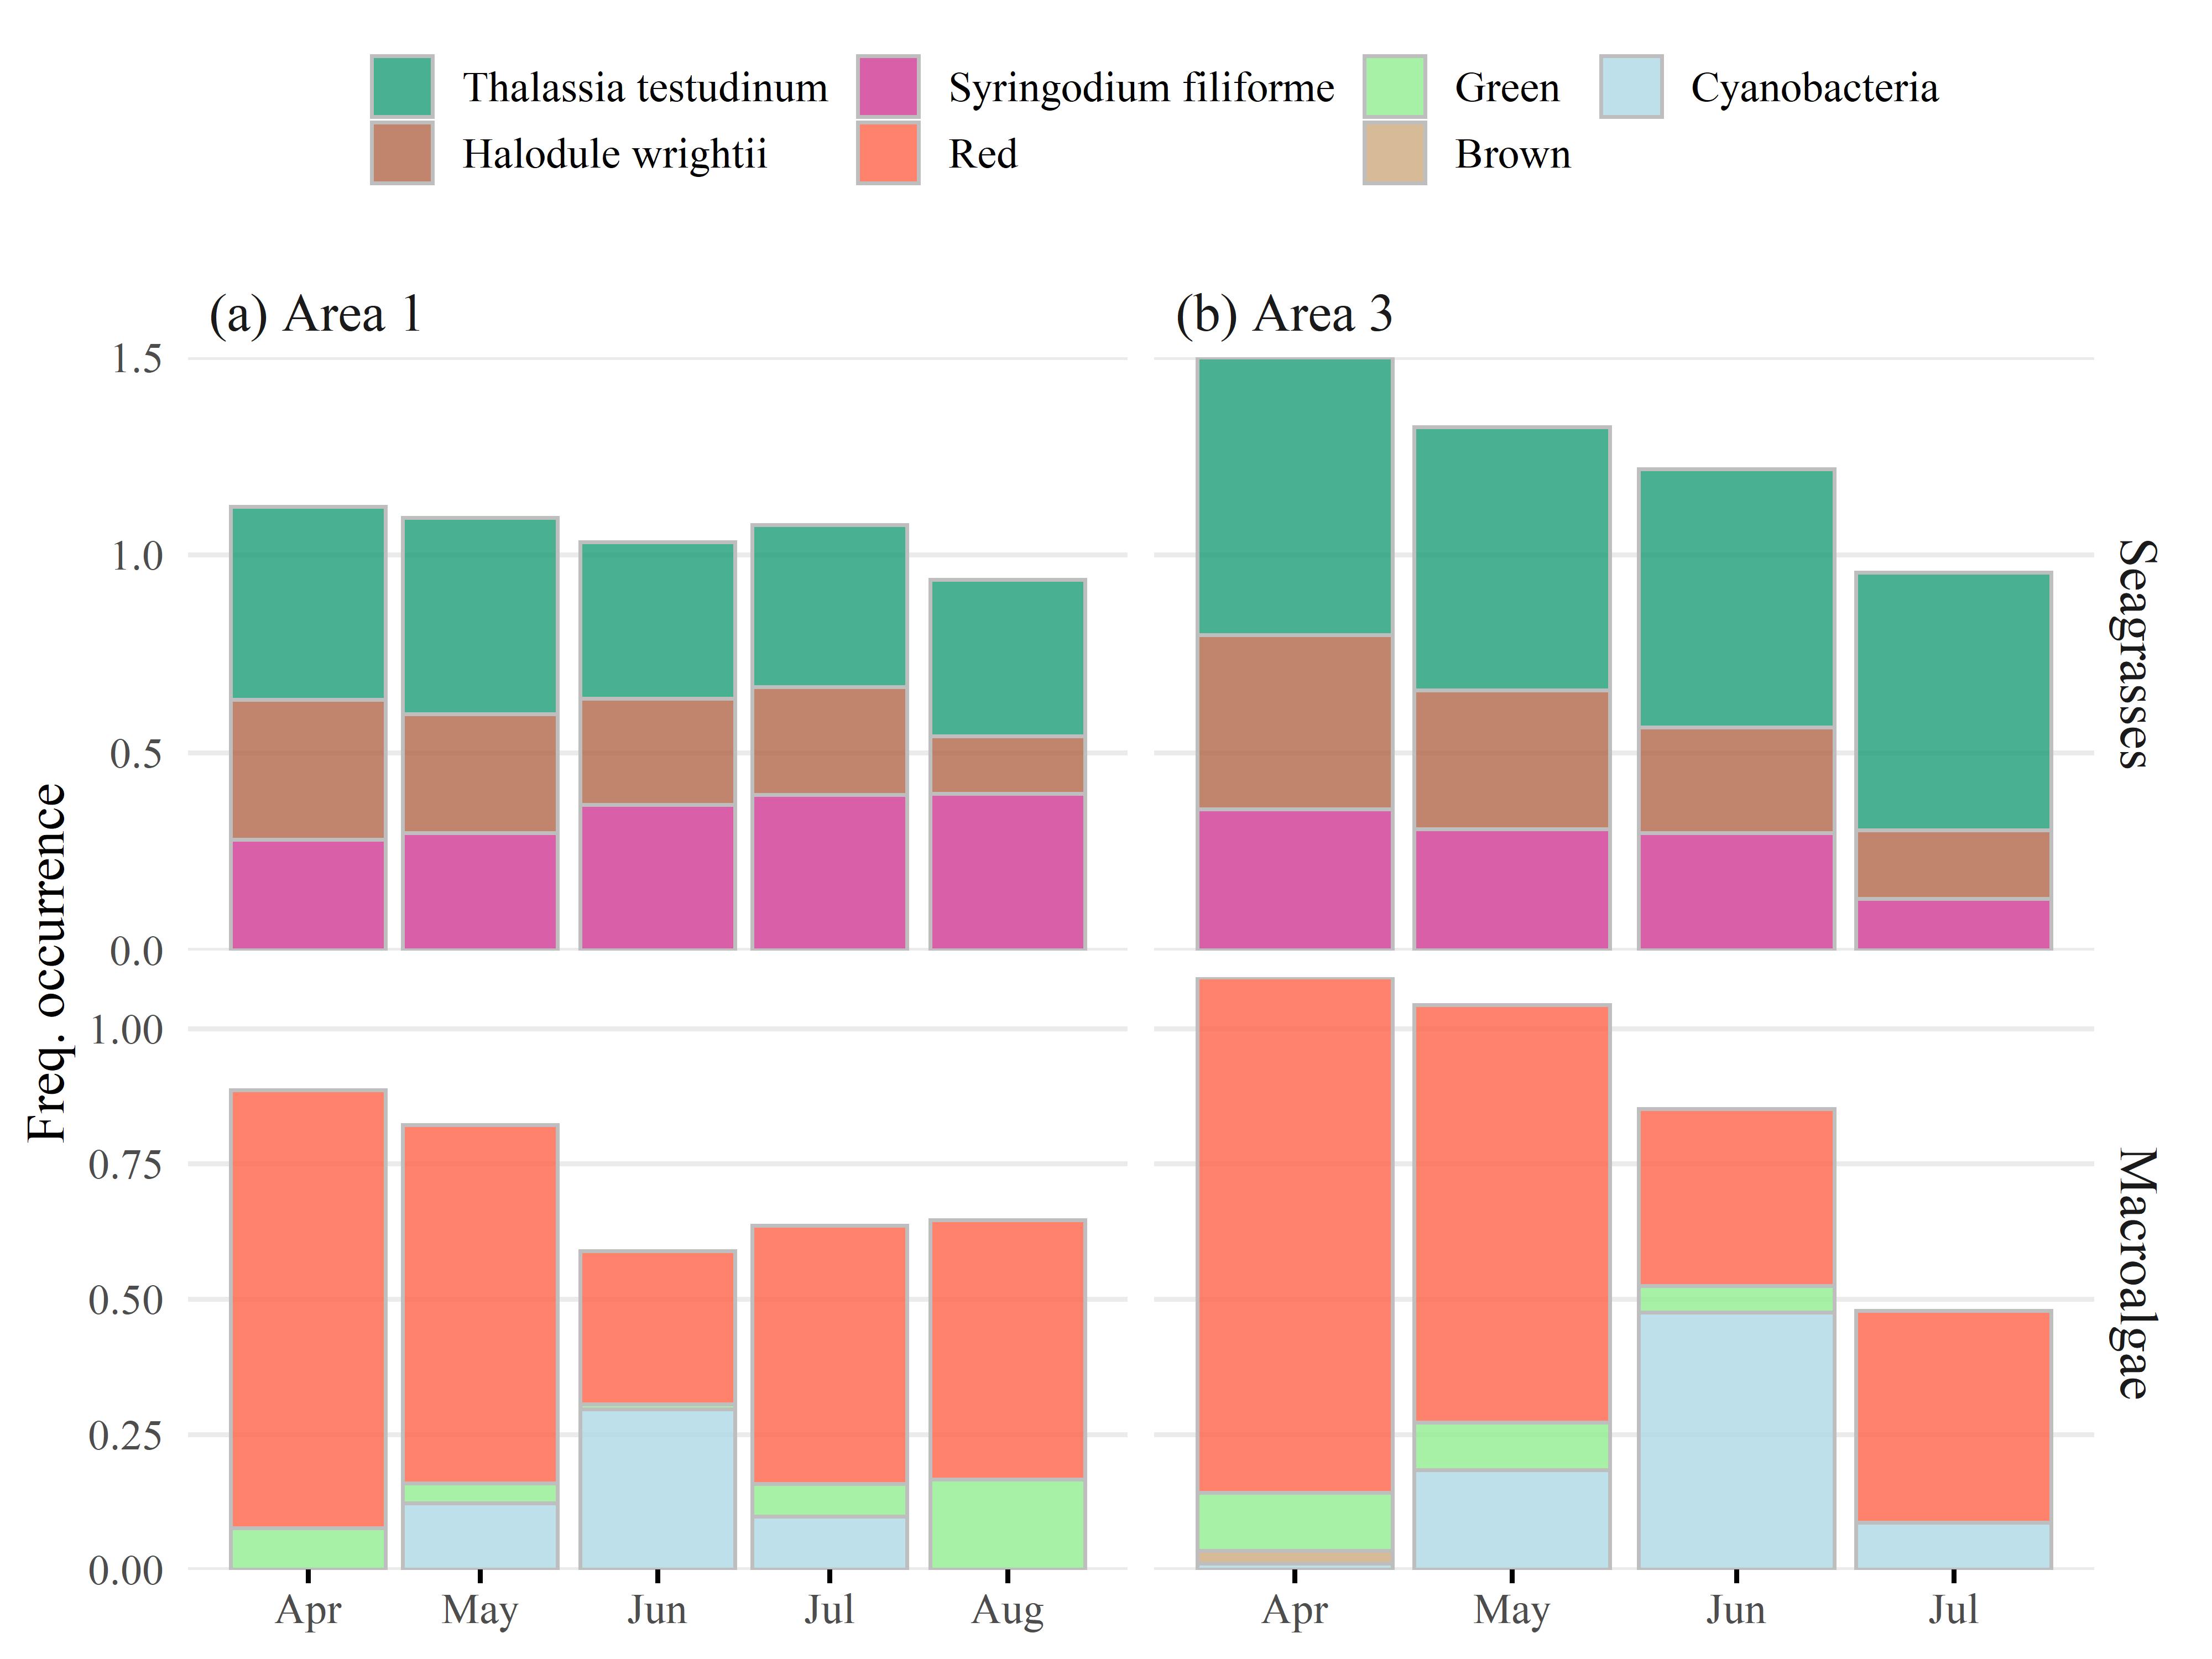 Thalassia testudinum Syringodium filiforme Green Cyanobacteria
Halodule wrightii Red Brown
(a) Area 1 (b) Area 3
1.5
1.0
0.5
0.0
Seagrasses
Freq. occurrence
1.00
0.75
0.50
0.25
0.00
Macroalgae
Apr May Jun Jul Aug Apr May Jun Jul